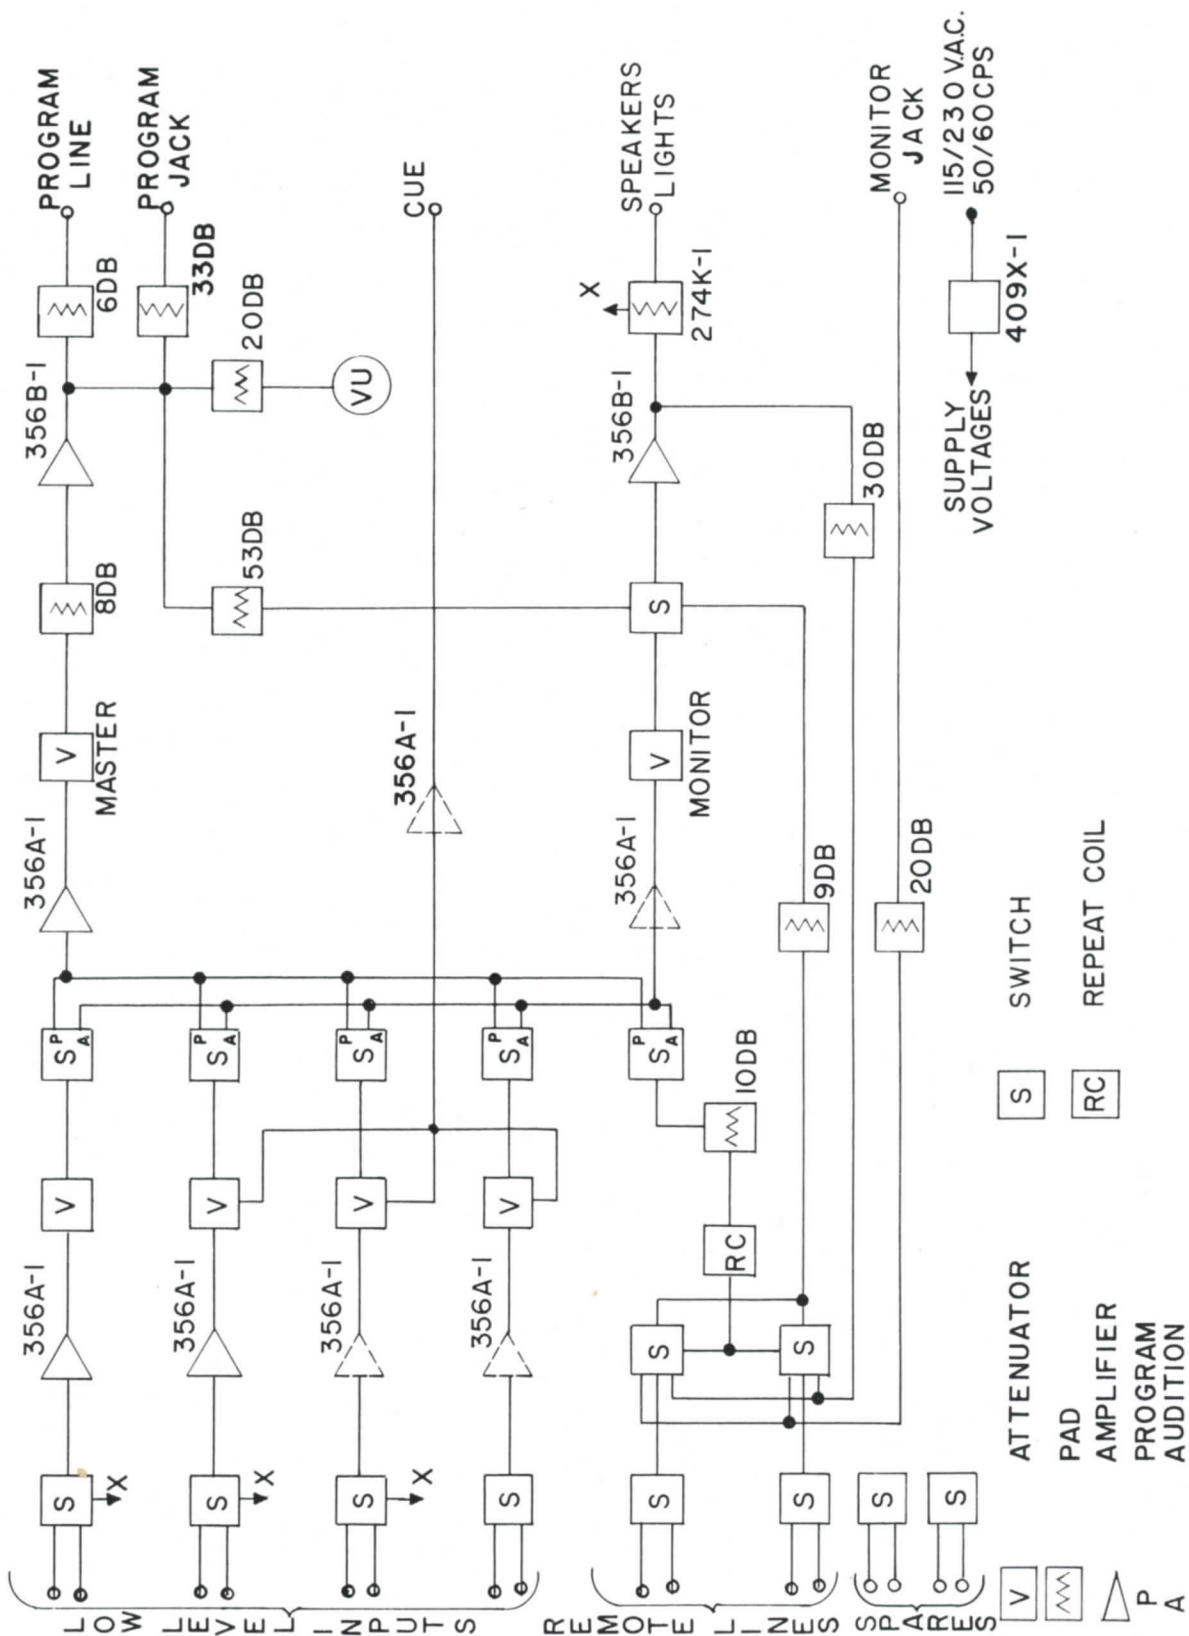 LOW LEVEL INPUTS
S
X
356A-1
V
S
P
A
356A-1
V
MASTER
8DB
356B-1
6DB
PROGRAM
LINE
33DB
PROGRAM
JACK
S
X
356A-1
V
S
P
A
53DB
20DB
VU
S
X
356A-1
V
S
P
A
356A-1
CUE
S
356A-1
V
S
P
A
REMOTE LINES
S
S
RC
10DB
S
P
A
356A-1
V
MONITOR
S
356B-1
X
274K-1
SPEAKERS
LIGHTS
S
S
9DB
30DB
SPARES
S
S
20DB
MONITOR
JACK
SUPPLY
VOLTAGES
409X-1
115/230 V.A.C.
50/60CPS
V ATTENUATOR
S SWITCH
PAD
RC REPEAT COIL
AMPLIFIER
P PROGRAM
A AUDITION